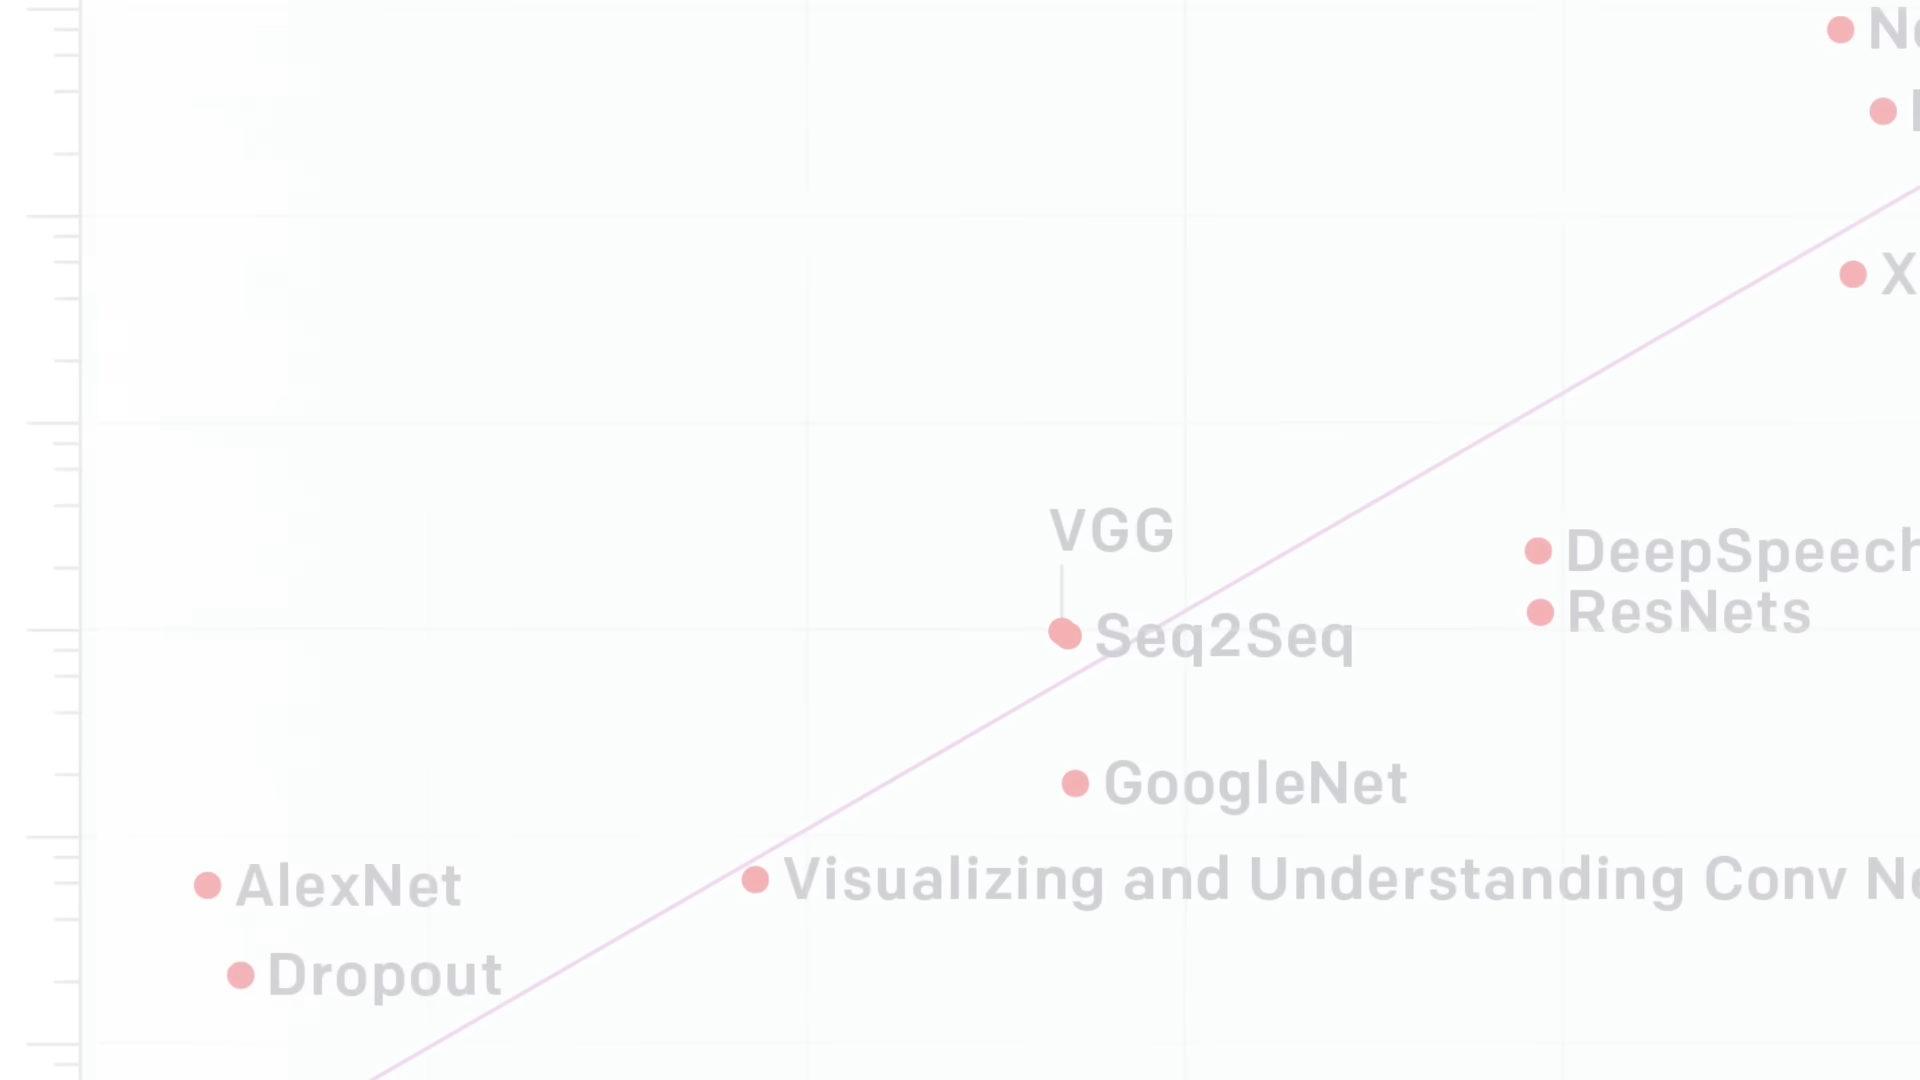 VGG
DeepSpeech
ResNets
Seq2Seq
GoogleNet
AlexNet
Visualizing and Understanding Conv
Dropout